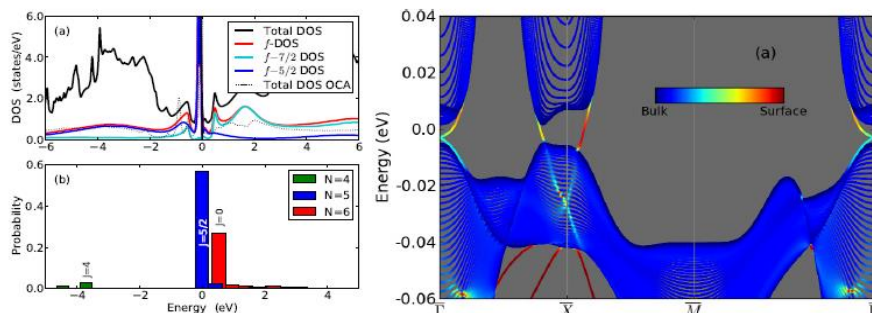 (a)
Total DOS
f-DOS
f-7/2 DOS
f-5/2 DOS
Total DOS OCA
DOS (states/eV)
6.0
4.0
2.0
0.0
-6 -4 -2 0 2 4 6
(b)
N=4
N=5
N=6
J=4
J=5/2
J=0
Probability
0.6
0.4
0.2
0.0
-4 -2 0 2 4
Energy (eV)
(a)
Bulk Surface
Energy (eV)
0.04
0.02
0.0
-0.02
-0.04
-0.06
Γ X M